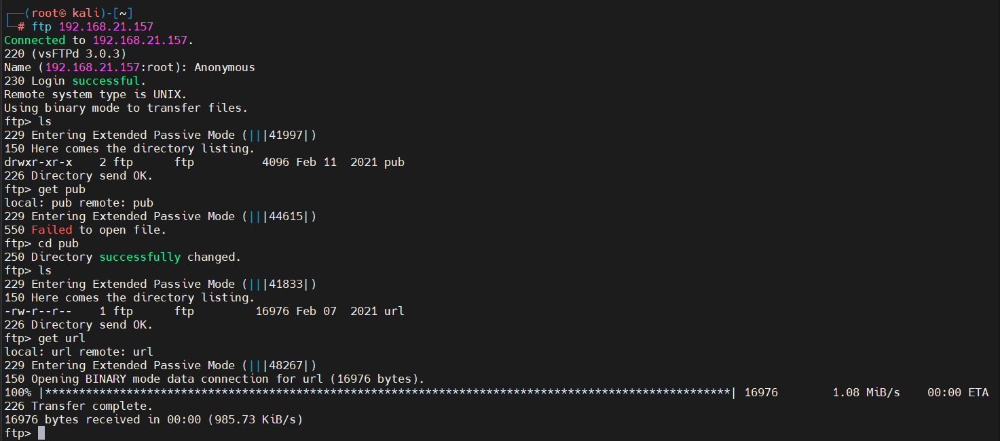 ┌──(root㉿ kali)-[~]
└─# ftp 192.168.21.157
Connected to 192.168.21.157.
220 (vsFTPd 3.0.3)
Name (192.168.21.157:root): Anonymous
230 Login successful.
Remote system type is UNIX.
Using binary mode to transfer files.
ftp> ls
229 Entering Extended Passive Mode (|||41997|)
150 Here comes the directory listing.
drwxr-xr-x    2 ftp      ftp          4096 Feb 11  2021 pub
226 Directory send OK.
ftp> get pub
local: pub remote: pub
229 Entering Extended Passive Mode (|||44615|)
550 Failed to open file.
ftp> cd pub
250 Directory successfully changed.
ftp> ls
229 Entering Extended Passive Mode (|||41833|)
150 Here comes the directory listing.
-rw-r--r--    1 ftp      ftp         16976 Feb 07  2021 url
226 Directory send OK.
ftp> get url
local: url remote: url
229 Entering Extended Passive Mode (|||48267|)
150 Opening BINARY mode data connection for url (16976 bytes).
100% |*****************************************************************************************************| 16976        1.08 MiB/s    00:00 ETA
226 Transfer complete.
16976 bytes received in 00:00 (985.73 KiB/s)
ftp>